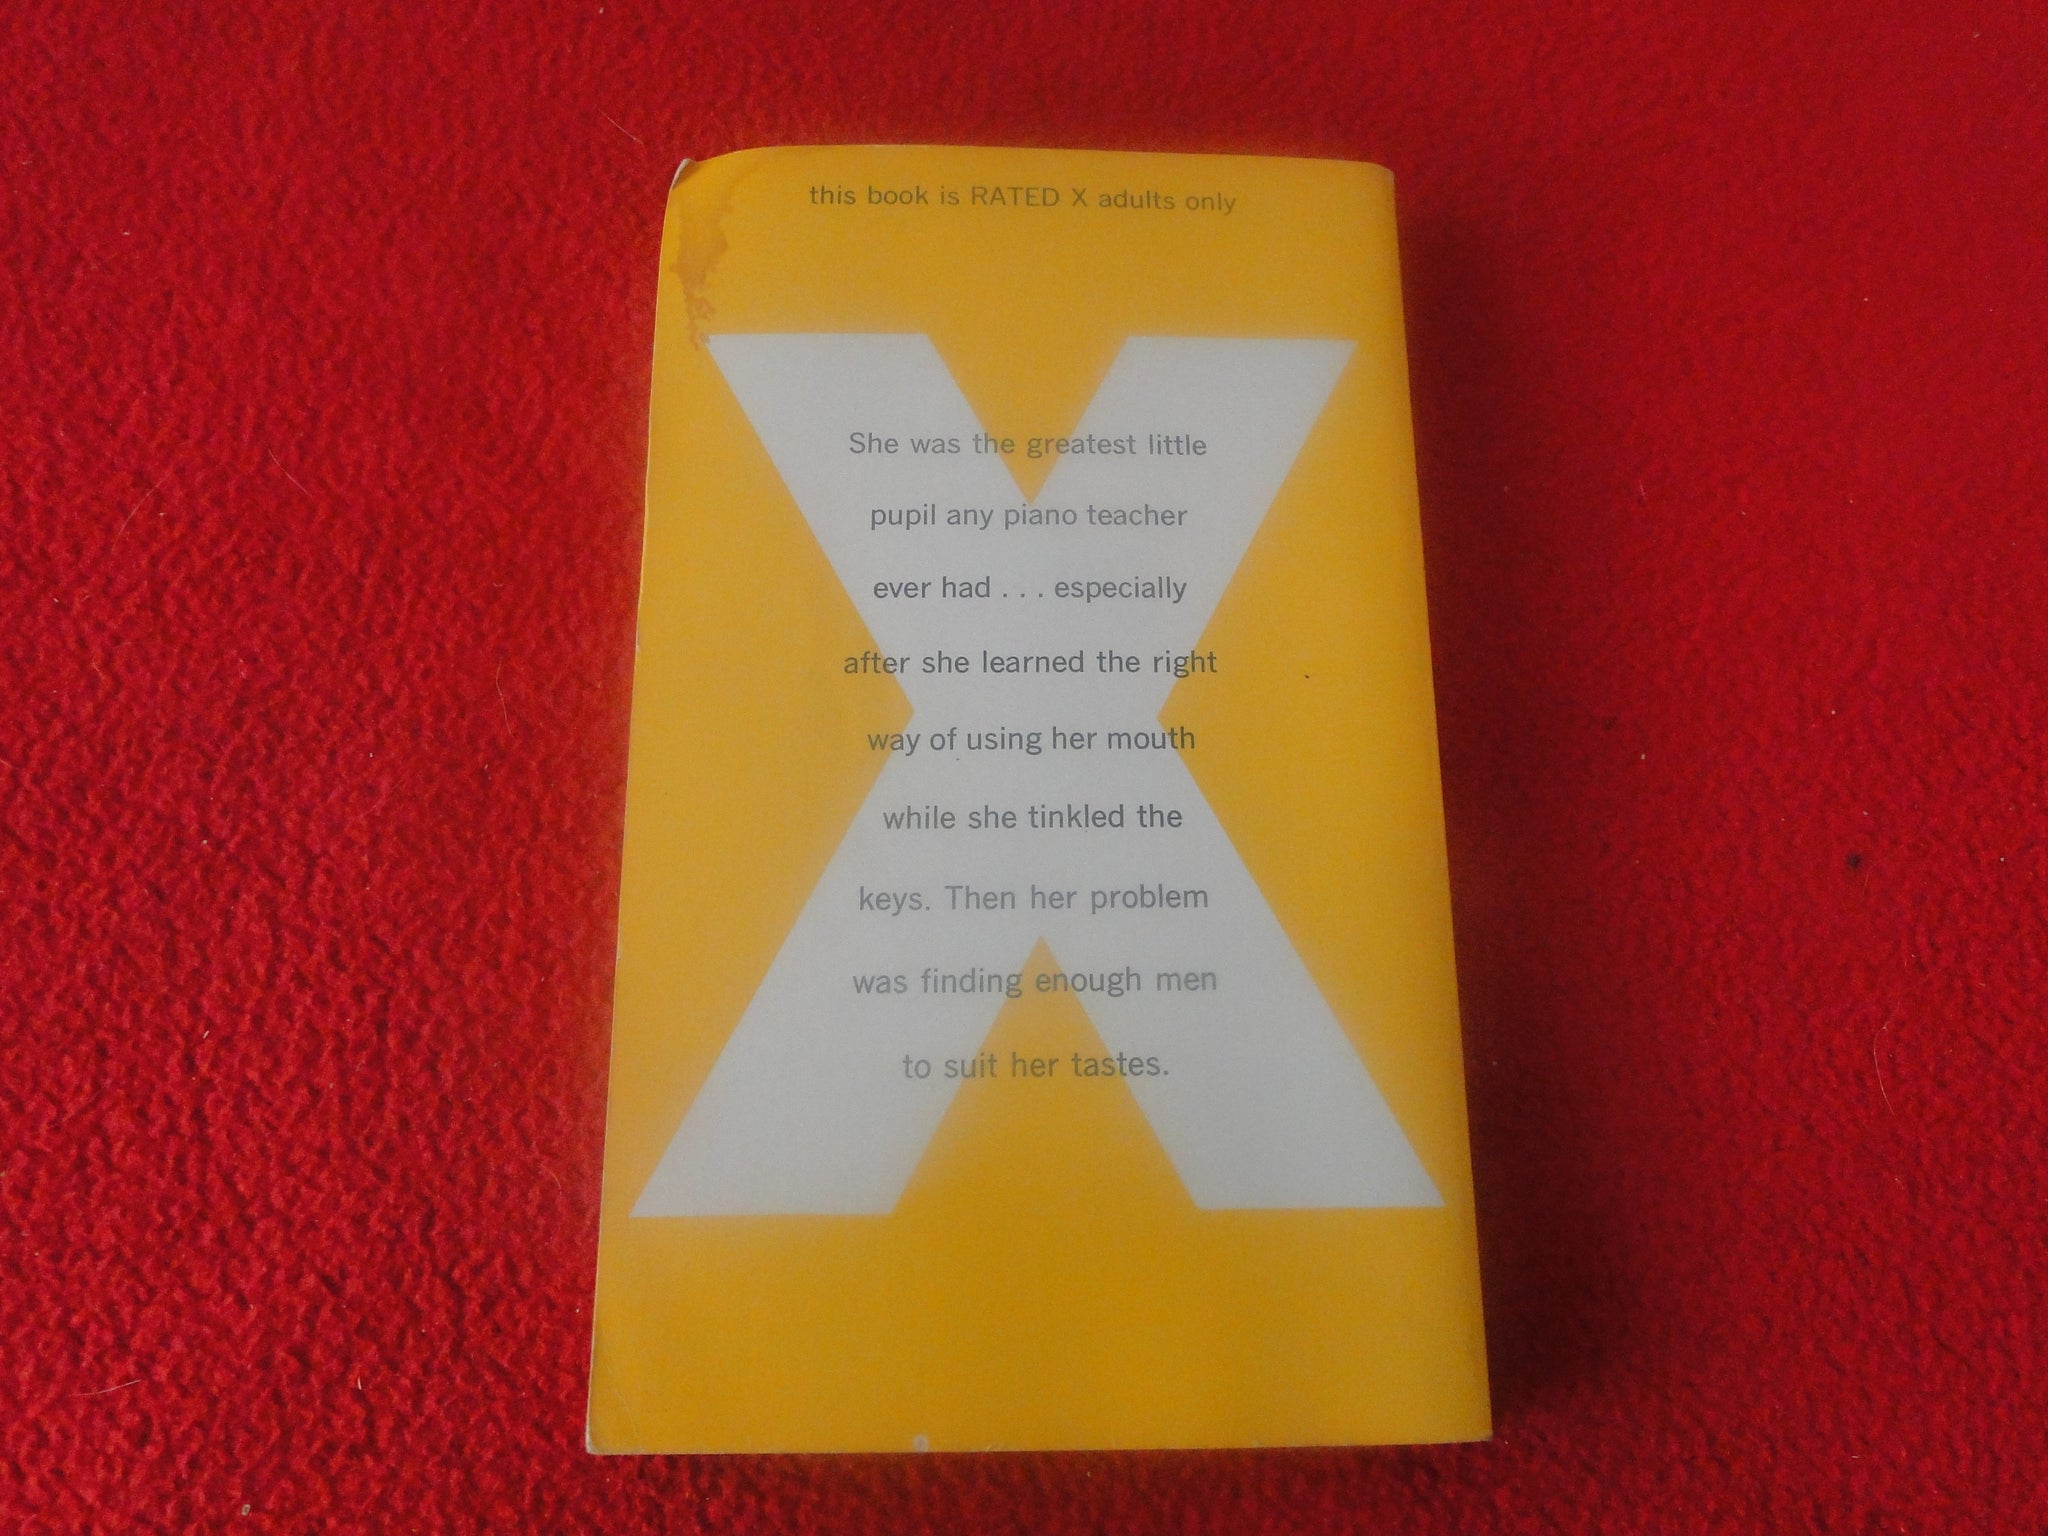 this book is RATED X adults only
X
She was the greatest little
pupil any piano teacher
ever had . . . especially
after she learned the right
way of using her mouth
while she tinkled the
keys. Then her problem
was finding enough men
to suit her tastes.